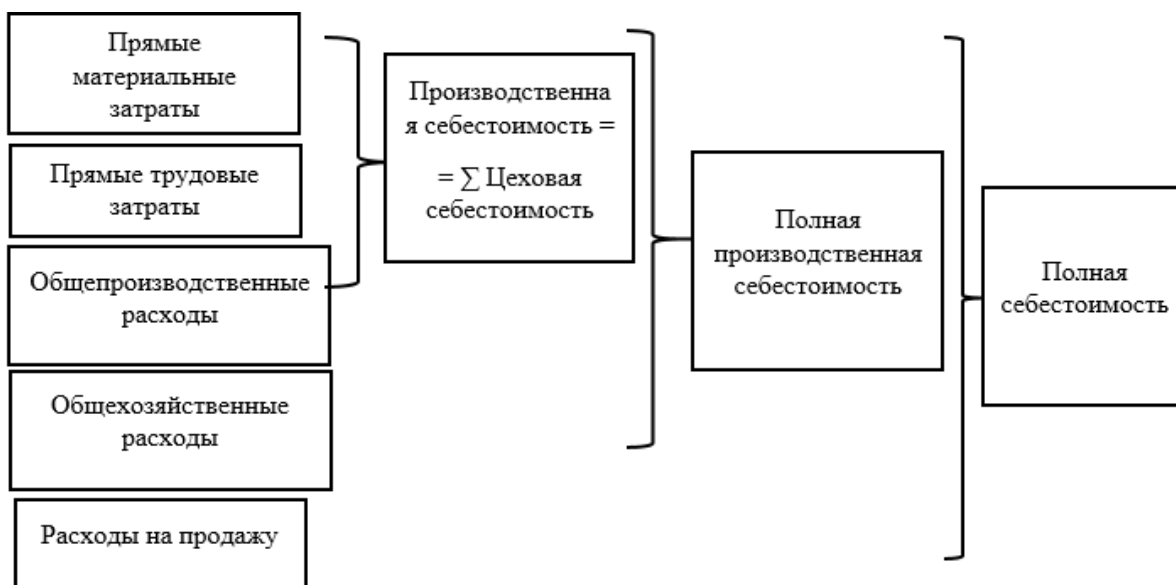 Прямые
материальные
затраты
Прямые трудовые
затраты
Общепроизводственные
расходы
Общехозяйственные
расходы
Расходы на продажу
Производственна
я себестоимость =
= ∑ Цеховая
себестоимость
Полная
производственная
себестоимость
Полная
себестоимость